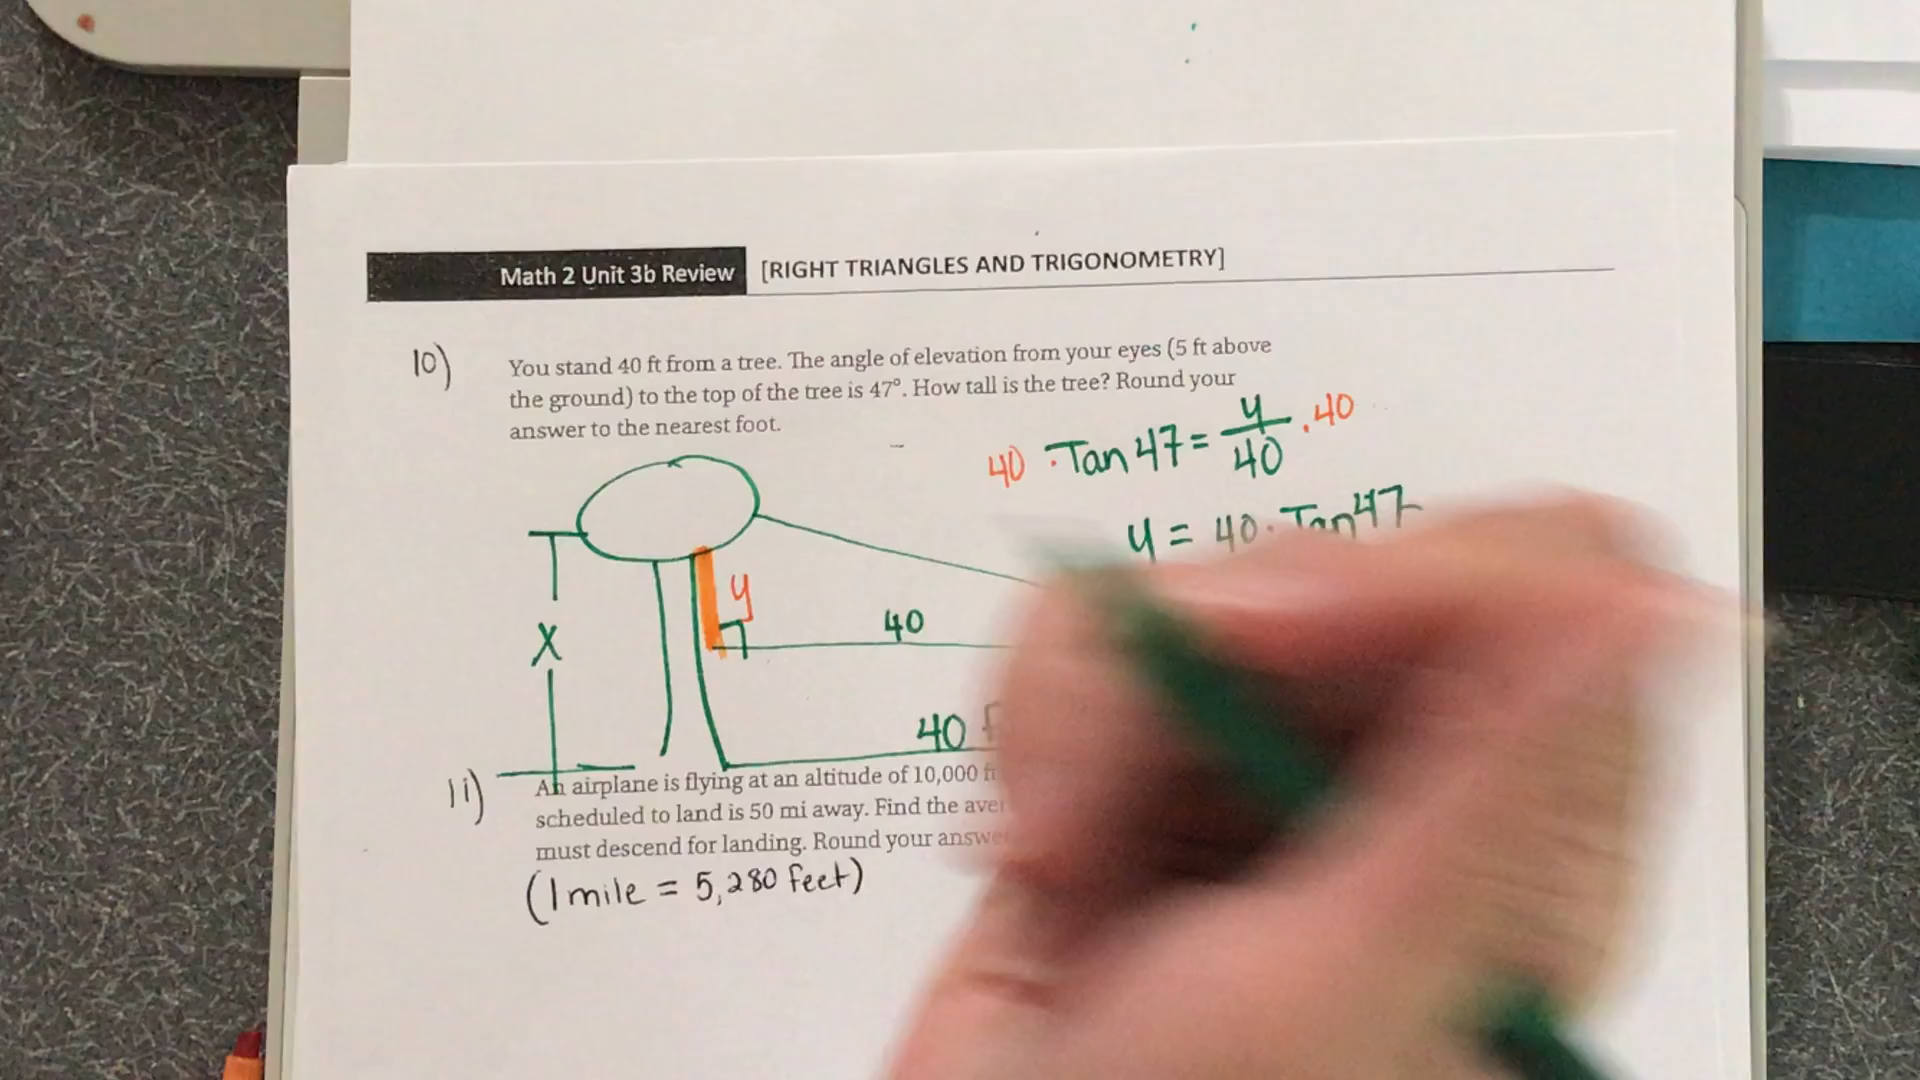 Math 2 Unit 3b Review [RIGHT TRIANGLES AND TRIGONOMETRY]
10)
You stand 40 ft from a tree. The angle of elevation from your eyes (5 ft above
the ground) to the top of the tree is 47°. How tall is the tree? Round your
answer to the nearest foot.
40 · Tan 47 = y/40 · 40
y = 40 · Tan 47
y
X
40
40 f
11)
An airplane is flying at an altitude of 10,000
scheduled to land is 50 mi away. Find the
must descend for landing. Round your
(1 mile = 5,280 feet)